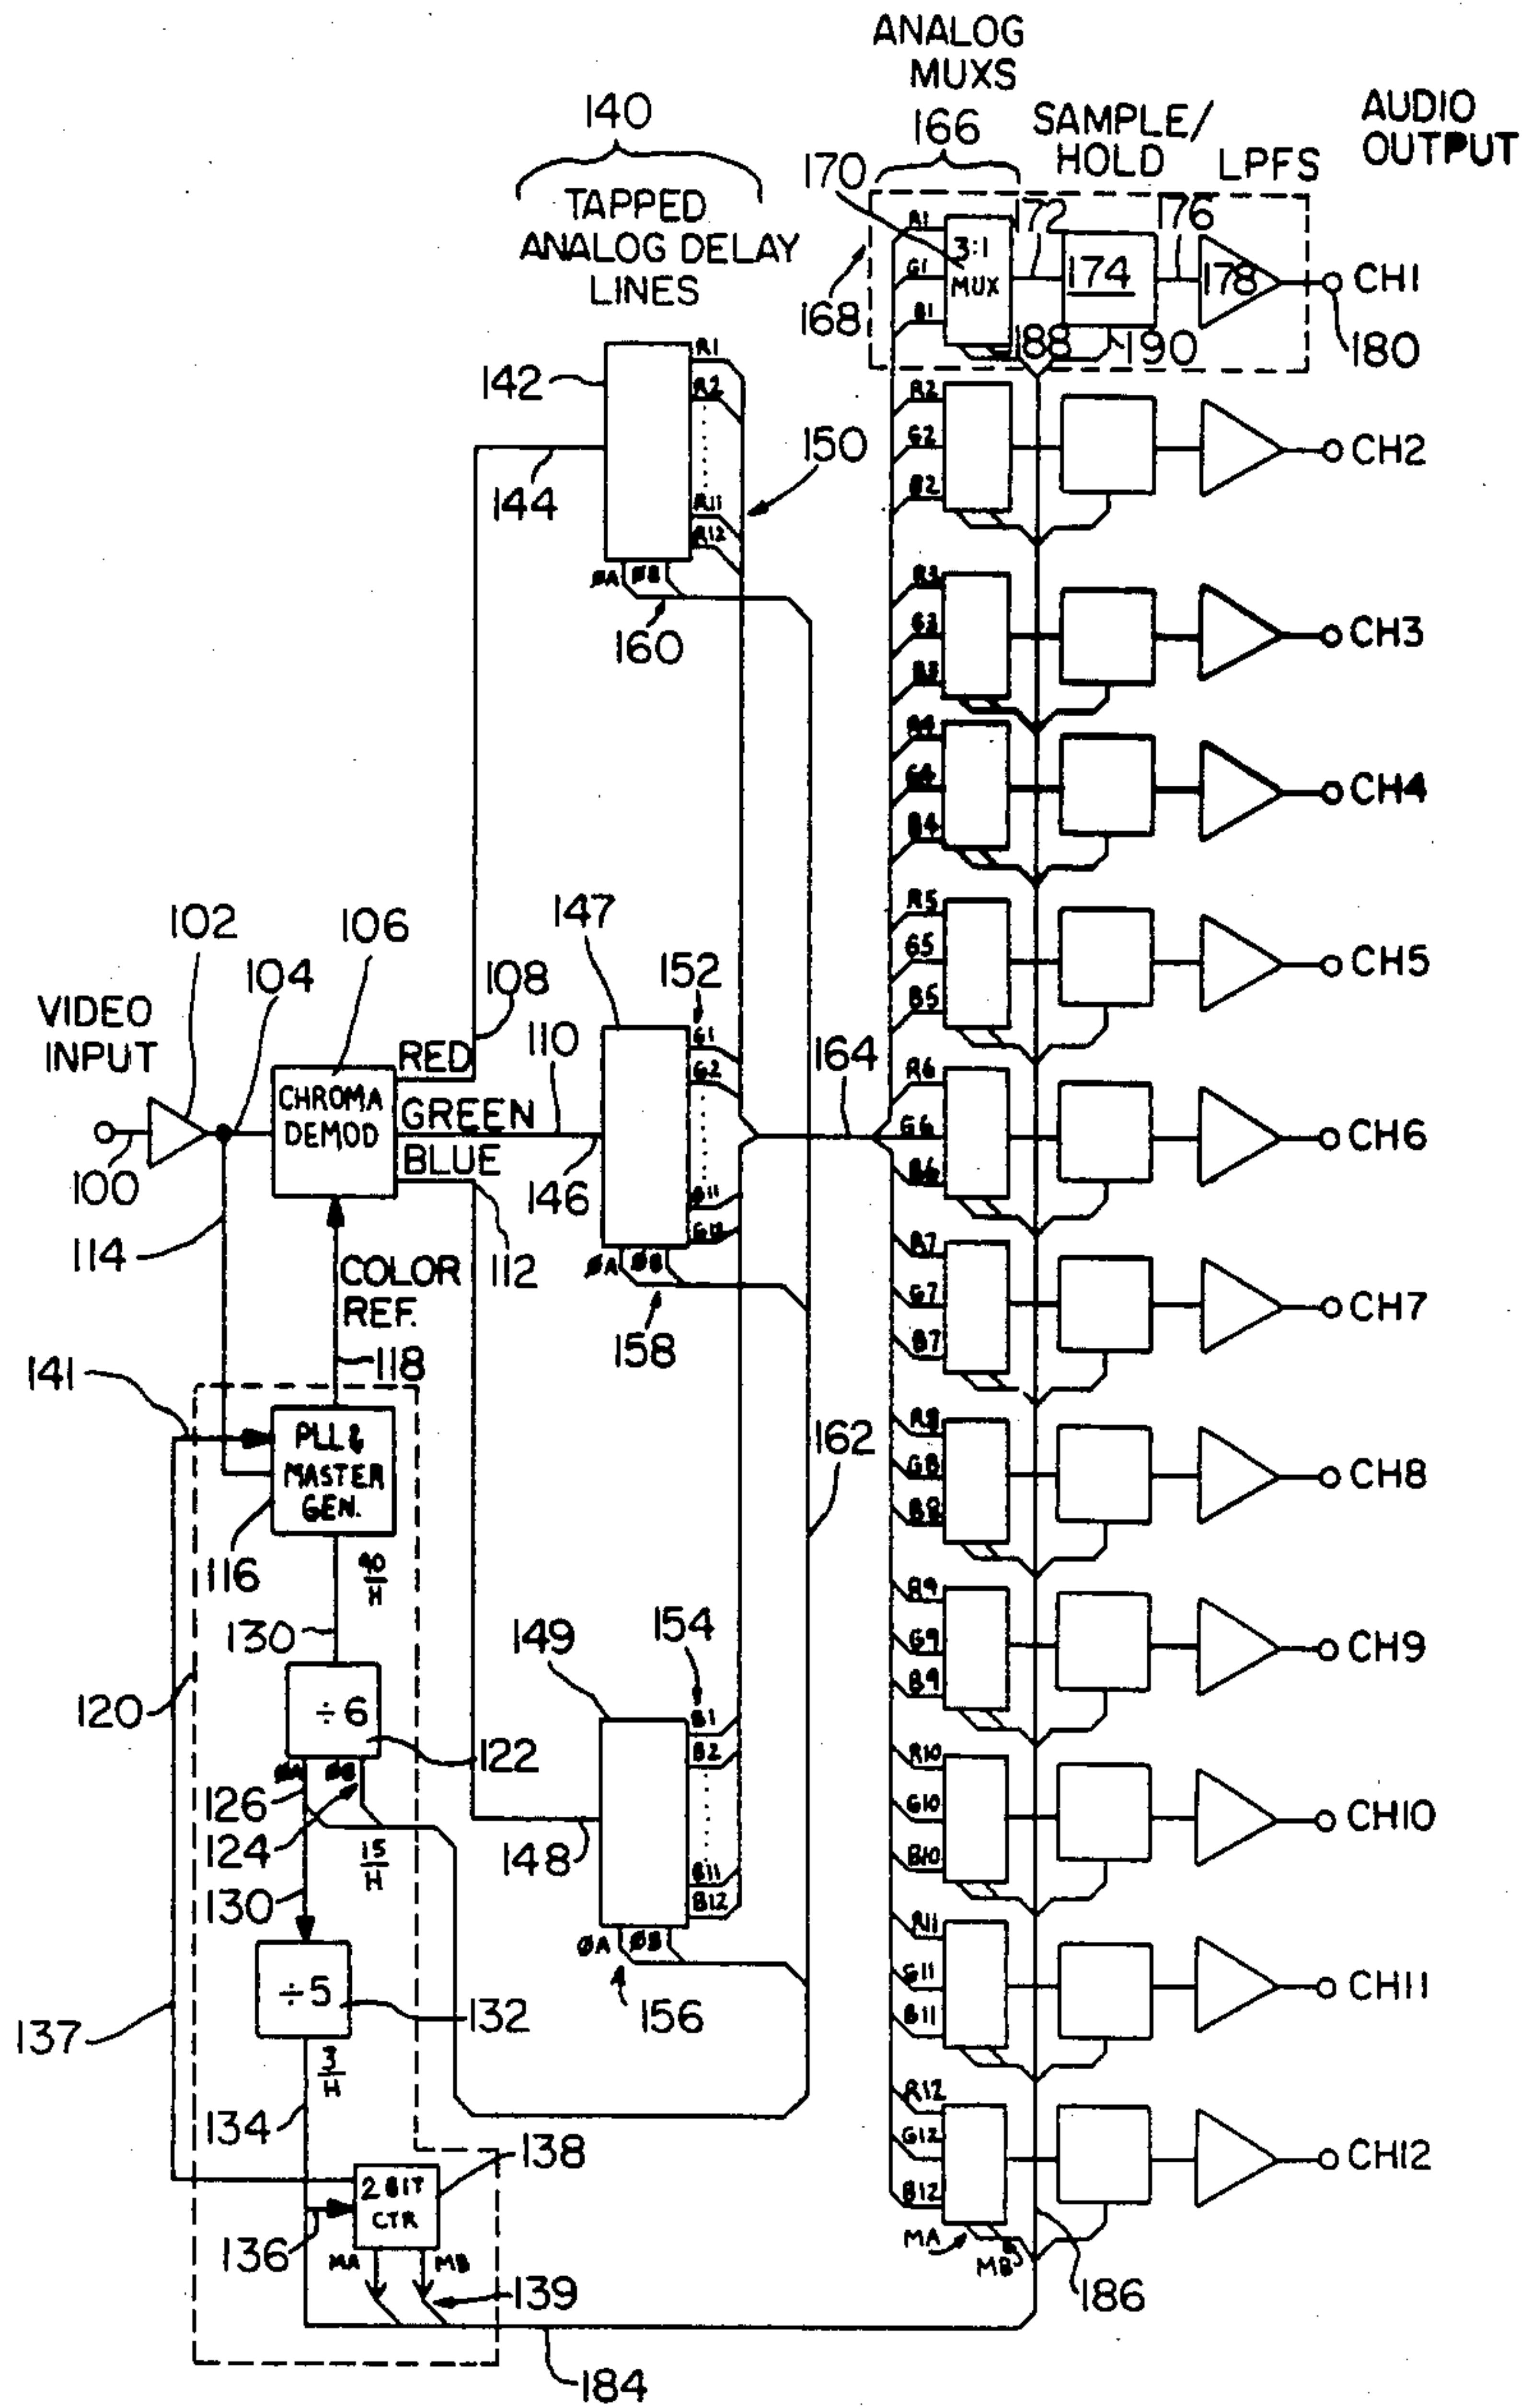 ANALOG
MUXS
166
SAMPLE/
HOLD
LPFS
AUDIO
OUTPUT
140
TAPPED
ANALOG DELAY
LINES
170
168
R1
G1
B1
3:1
MUX
172
174
176
178
CH1
180
188
190
142
144
R1
R2
R11
R12
ØA ØB
160
150
R2
G2
B2
CH2
R3
G3
B3
CH3
R4
G4
B4
CH4
R5
G5
B5
CH5
R6
G6
B6
CH6
R7
G7
B7
CH7
R8
G8
B8
CH8
R9
G9
B9
CH9
R10
G10
B10
CH10
R11
G11
B11
CH11
R12
G12
B12
CH12
MA
MB
186
VIDEO
INPUT
100
102
104
106
CHROMA
DEMOD
RED
108
GREEN
110
BLUE
112
114
147
152
146
G1
G2
G12
ØA ØB
158
164
162
COLOR
REF.
118
141
PLL &
MASTER
GEN.
116
90
H
130
120
÷6
122
ØA ØB
126
124
15
H
130
÷5
132
137
3
H
134
149
154
148
B1
B2
B11
B12
ØA ØB
156
2 BIT
CTR
138
136
MA
MB
139
184